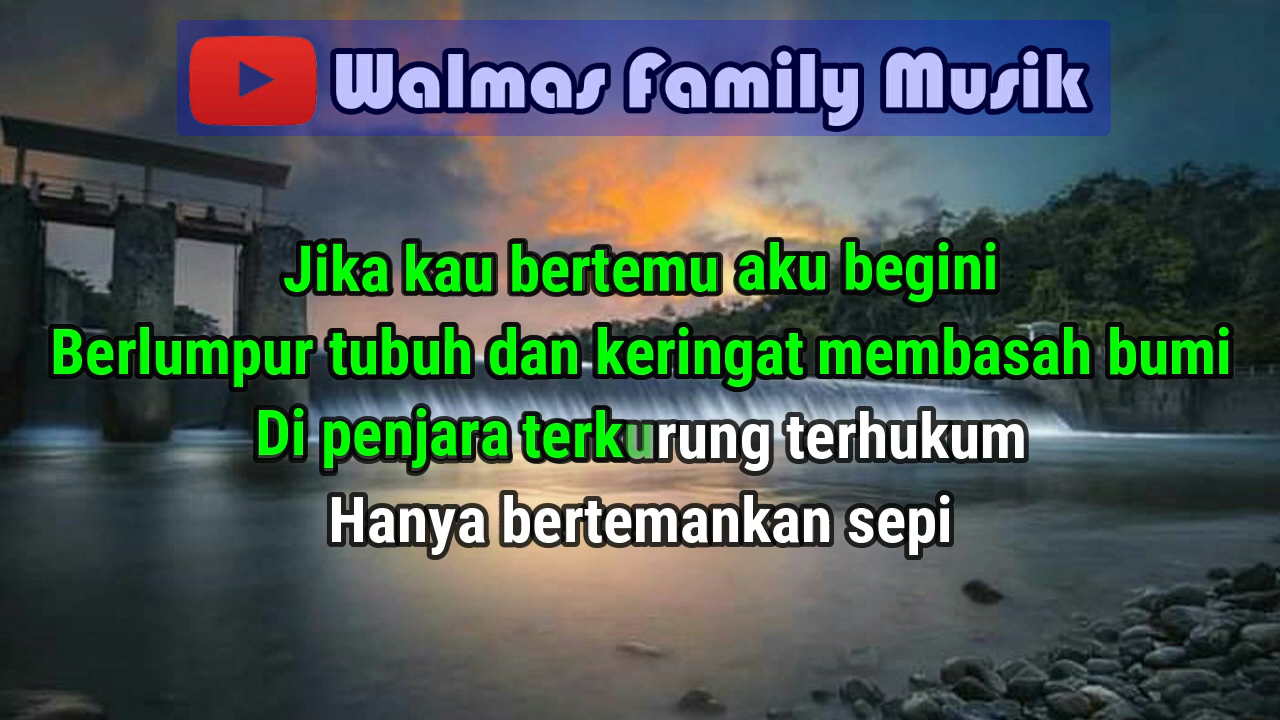 Walmas Family Musik
Jika kau bertemu aku begini
Berlumpur tubuh dan keringat membasah bumi
Di penjara terkurung terhukum
Hanya bertemankan sepi